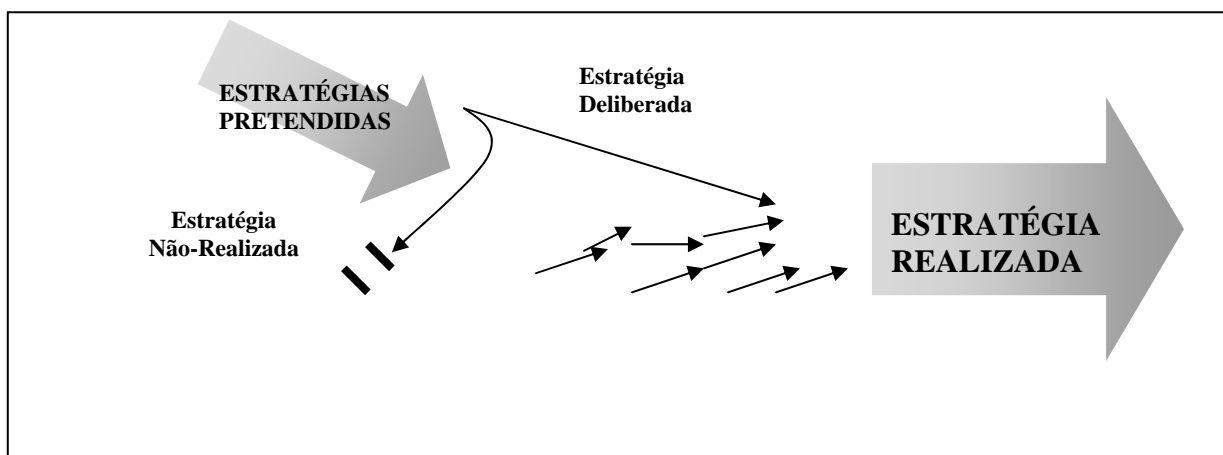 ESTRATÉGIAS
PRETENDIDAS
Estratégia
Deliberada
Estratégia
Não-Realizada
ESTRATÉGIA
REALIZADA